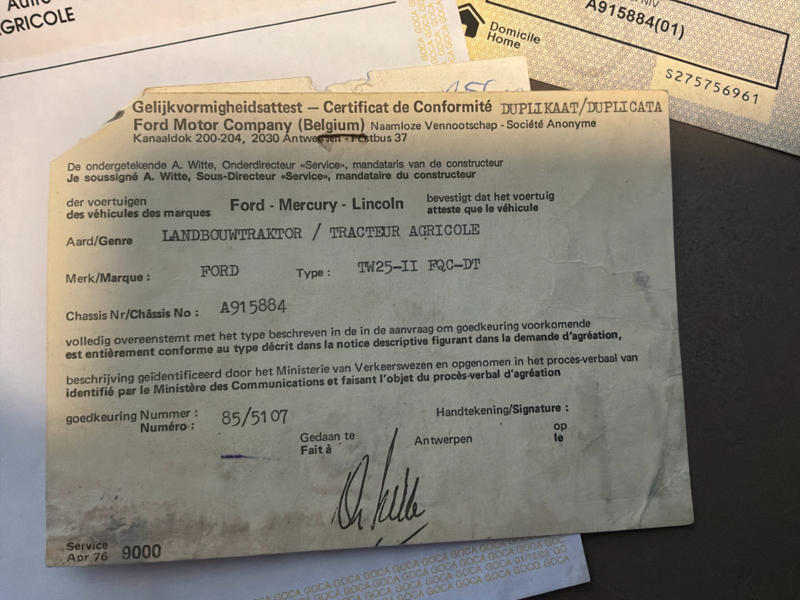 AGRICOLE
A915884(01)
Domicile
Home
S275756961
Gelijkvormigheidsattest — Certificat de Conformité DUPLIKAAT/DUPLICATA
Ford Motor Company (Belgium) Naamloze Vennootschap - Société Anonyme
Kanaaldok 200-204, 2030 Antwerpen - Postbus 37
De ondergetekende A. Witte, Onderdirecteur «Service», mandataris van de constructeur
Je soussigné A. Witte, Sous-Directeur «Service», mandataire du constructeur
der voertuigen
des véhicules des marques
Ford - Mercury - Lincoln
bevestigt dat het voertuig
atteste que le véhicule
Aard/Genre LANDBOUWTRAKTOR / TRACTEUR AGRICOLE
Merk/Marque : FORD Type : TW25-II FQC-DT
Chassis Nr/Châssis No : A915884
volledig overeenstemt met het type beschreven in de in de aanvraag om goedkeuring voorkomende
est entièrement conforme au type décrit dans la notice descriptive figurant dans la demande d'agréation,
beschrijving geïdentificeerd door het Ministerie van Verkeerswezen en opgenomen in het proces-verbaal van
identifié par le Ministère des Communications et faisant l'objet du procès-verbal d'agréation
goedkeuring Nummer : 85/5107
Numéro :
Handtekening/Signature :
Gedaan te
Fait à
Antwerpen
op
le
Service
Apr 76 9000
GOCA GOCA GOCA GOCA GOCA GOCA